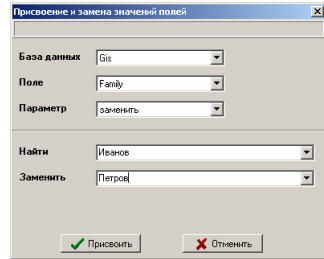 Присвоение и замена значений полей
База данных Gis
Поле Family
Параметр заменить
Найти Иванов
Заменить Петров
Присвоить Отменить